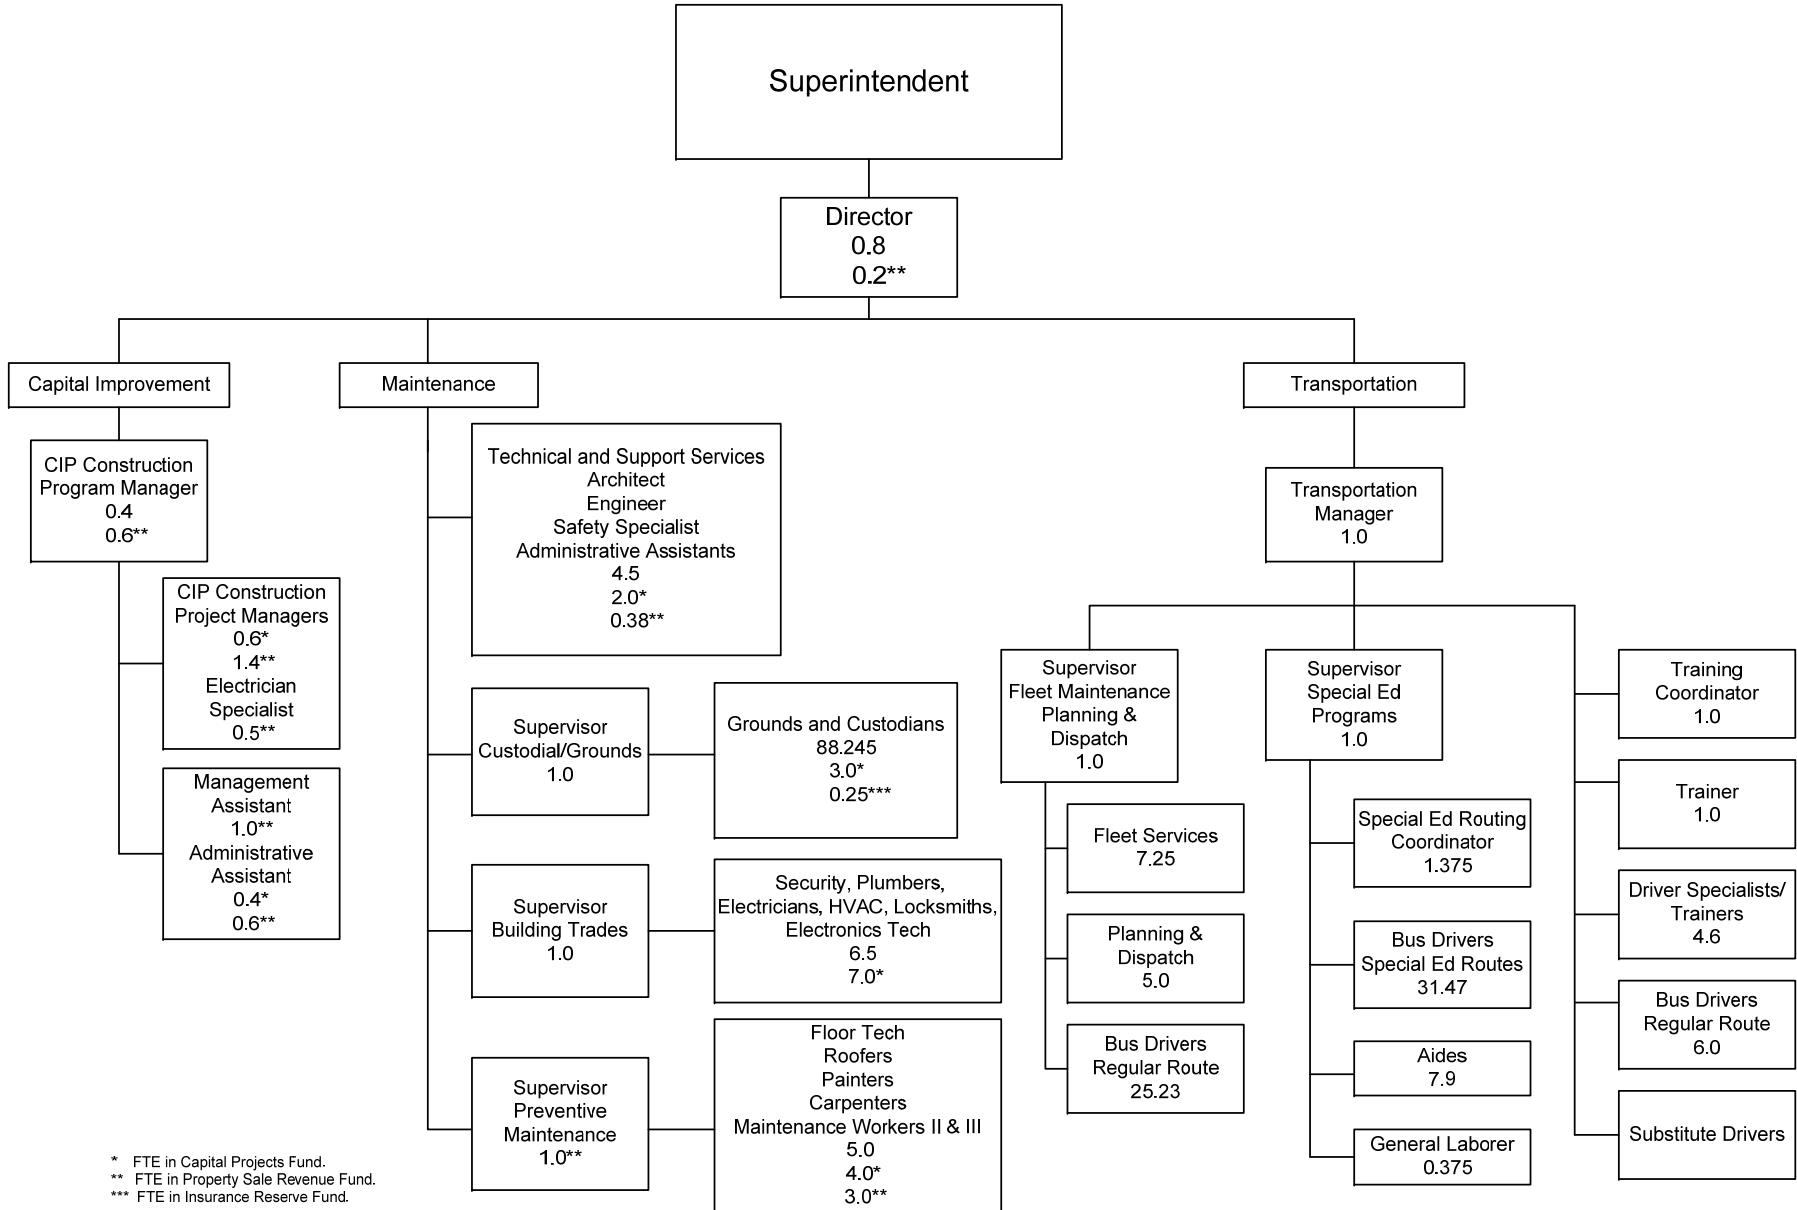 Superintendent
Director
0.8
0.2**
Capital Improvement
CIP Construction
Program Manager
0.4
0.6**
CIP Construction
Project Managers
0.6*
1.4**
Electrician
Specialist
0.5**
Management
Assistant
1.0**
Administrative
Assistant
0.4*
0.6**
Maintenance
Technical and Support Services
Architect
Engineer
Safety Specialist
Administrative Assistants
4.5
2.0*
0.38**
Supervisor
Custodial/Grounds
1.0
Grounds and Custodians
88.245
3.0*
0.25***
Supervisor
Building Trades
1.0
Security, Plumbers,
Electricians, HVAC, Locksmiths,
Electronics Tech
6.5
7.0*
Supervisor
Preventive
Maintenance
1.0**
Floor Tech
Roofers
Painters
Carpenters
Maintenance Workers II & III
5.0
4.0*
3.0**
Transportation
Transportation
Manager
1.0
Supervisor
Fleet Maintenance
Planning &
Dispatch
1.0
Fleet Services
7.25
Planning &
Dispatch
5.0
Bus Drivers
Regular Route
25.23
Supervisor
Special Ed
Programs
1.0
Special Ed Routing
Coordinator
1.375
Bus Drivers
Special Ed Routes
31.47
Aides
7.9
General Laborer
0.375
Training
Coordinator
1.0
Trainer
1.0
Driver Specialists/
Trainers
4.6
Bus Drivers
Regular Route
6.0
Substitute Drivers
* FTE in Capital Projects Fund.
** FTE in Property Sale Revenue Fund.
*** FTE in Insurance Reserve Fund.